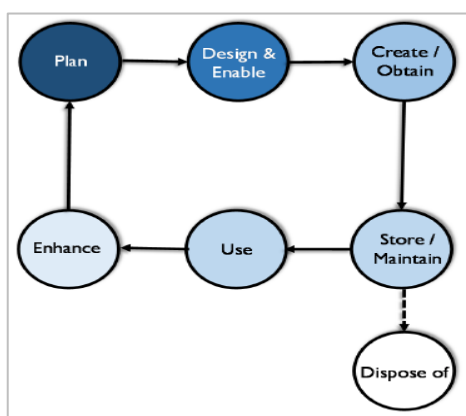 Plan
Design &
Enable
Create /
Obtain
Enhance
Use
Store /
Maintain
Dispose of